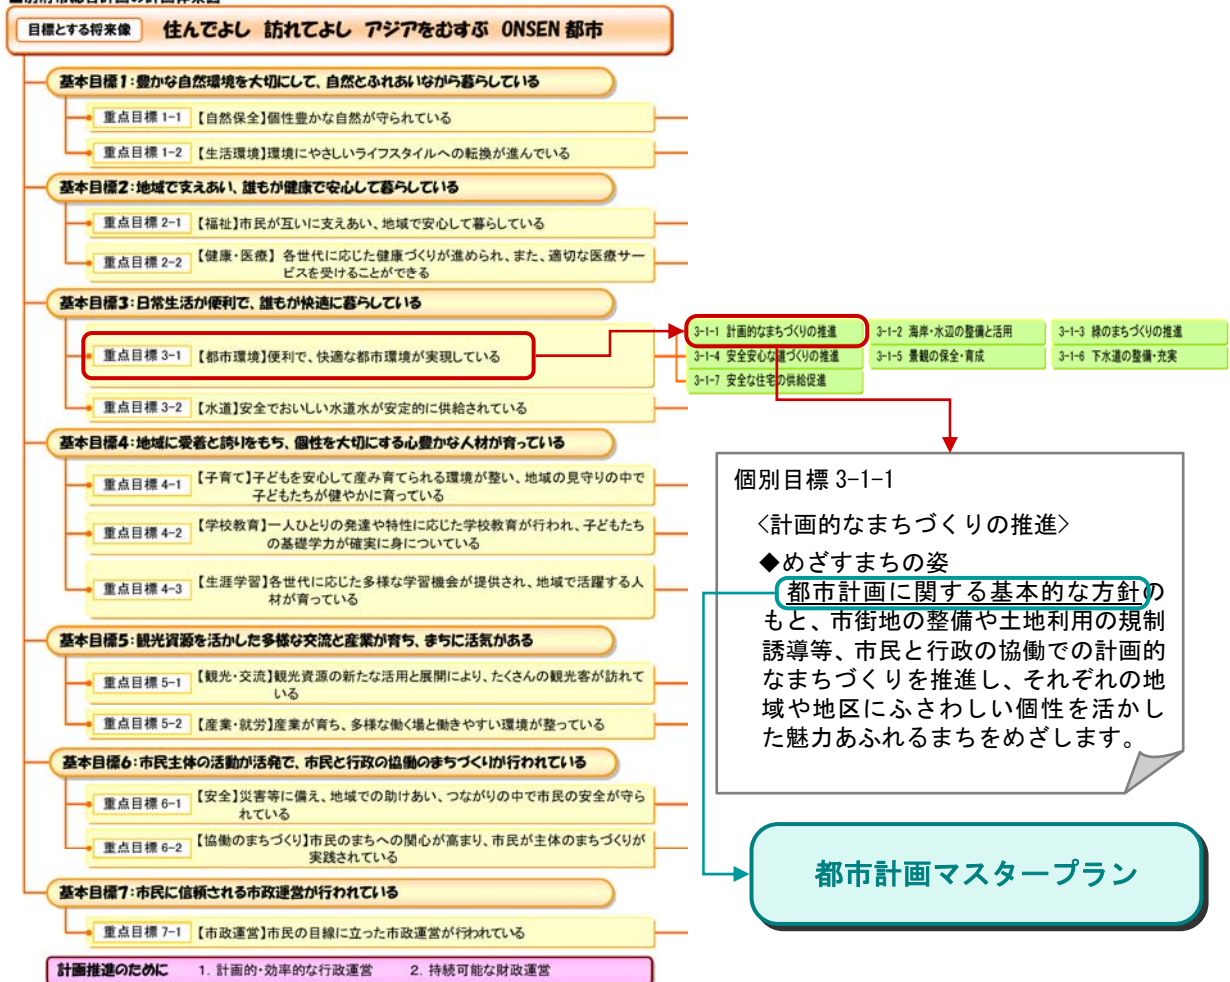 目標とする将来像 住んでよし 訪れてよし アジアをむすぶ ONSEN 都市
基本目標1:豊かな自然環境を大切にして、自然とふれあいながら暮らしている
重点目標 1-1 【自然保全】個性豊かな自然が守られている
重点目標 1-2 【生活環境】環境にやさしいライフスタイルへの転換が進んでいる
基本目標2:地域で支えあい、誰もが健康で安心して暮らしている
重点目標 2-1 【福祉】市民が互いに支えあい、地域で安心して暮らしている
重点目標 2-2 【健康・医療】 各世代に応じた健康づくりが進められ、また、適切な医療サー
ビスを受けることができる
基本目標3:日常生活が便利で、誰もが快適に暮らしている
重点目標 3-1 【都市環境】便利で、快適な都市環境が実現している
重点目標 3-2 【水道】安全でおいしい水道水が安定的に供給されている
基本目標4:地域に愛着と誇りをもち、個性を大切にする心豊かな人材が育っている
重点目標 4-1 【子育て】子どもを安心して産み育てられる環境が整い、地域の見守りの中で
子どもたちが健やかに育っている
重点目標 4-2 【学校教育】一人ひとりの発達や特性に応じた学校教育が行われ、子どもたち
の基礎学力が確実に身についている
重点目標 4-3 【生涯学習】各世代に応じた多様な学習機会が提供され、地域で活躍する人
材が育っている
基本目標5:観光資源を活かした多様な交流と産業が育ち、まちに活気がある
重点目標 5-1 【観光・交流】観光資源の新たな活用と展開により、たくさんの観光客が訪れて
いる
重点目標 5-2 【産業・就労】産業が育ち、多様な働く場と働きやすい環境が整っている
基本目標6:市民主体の活動が活発で、市民と行政の協働のまちづくりが行われている
重点目標 6-1 【安全】災害等に備え、地域での助けあい、つながりの中で市民の安全が守ら
れている
重点目標 6-2 【協働のまちづくり】市民のまちへの関心が高まり、市民が主体のまちづくりが
実践されている
基本目標7:市民に信頼される市政運営が行われている
重点目標 7-1 【市政運営】市民の目線に立った市政運営が行われている
計画推進のために 1. 計画的・効率的な行政運営 2. 持続可能な財政運営
3-1-1 計画的なまちづくりの推進 3-1-2 海岸・水辺の整備と活用 3-1-3 緑のまちづくりの推進
3-1-4 安全安心な道づくりの推進 3-1-5 景観の保全・育成 3-1-6 下水道の整備・充実
3-1-7 安全な住宅の供給促進
個別目標 3-1-1
<計画的なまちづくりの推進>
◆めざすまちの姿
都市計画に関する基本的な方針の
もと、市街地の整備や土地利用の規制
誘導等、市民と行政の協働での計画的
なまちづくりを推進し、それぞれの地
域や地区にふさわしい個性を活かし
た魅力あふれるまちをめざします。
都市計画マスタープラン